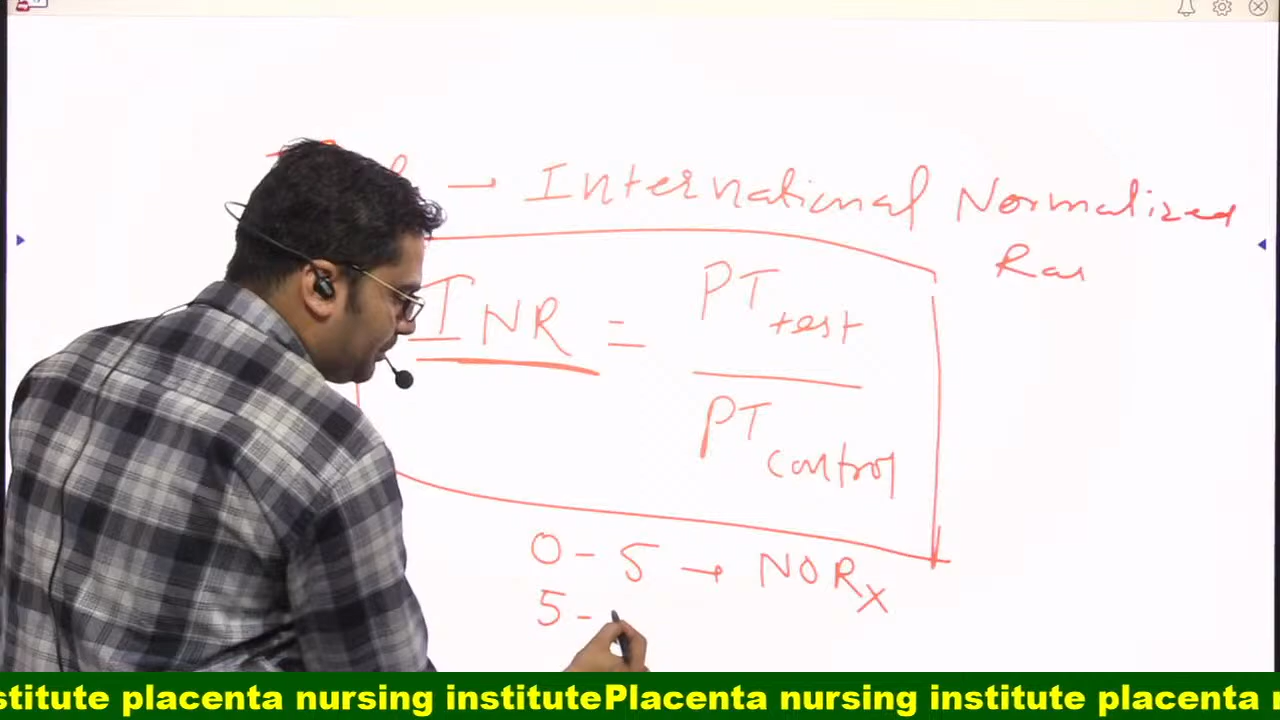 → International Normalized
INR = PT test
PT control
0 - 5 → NO Rx
5 -
stitute placenta nursing institutePlacenta nursing institute placenta n